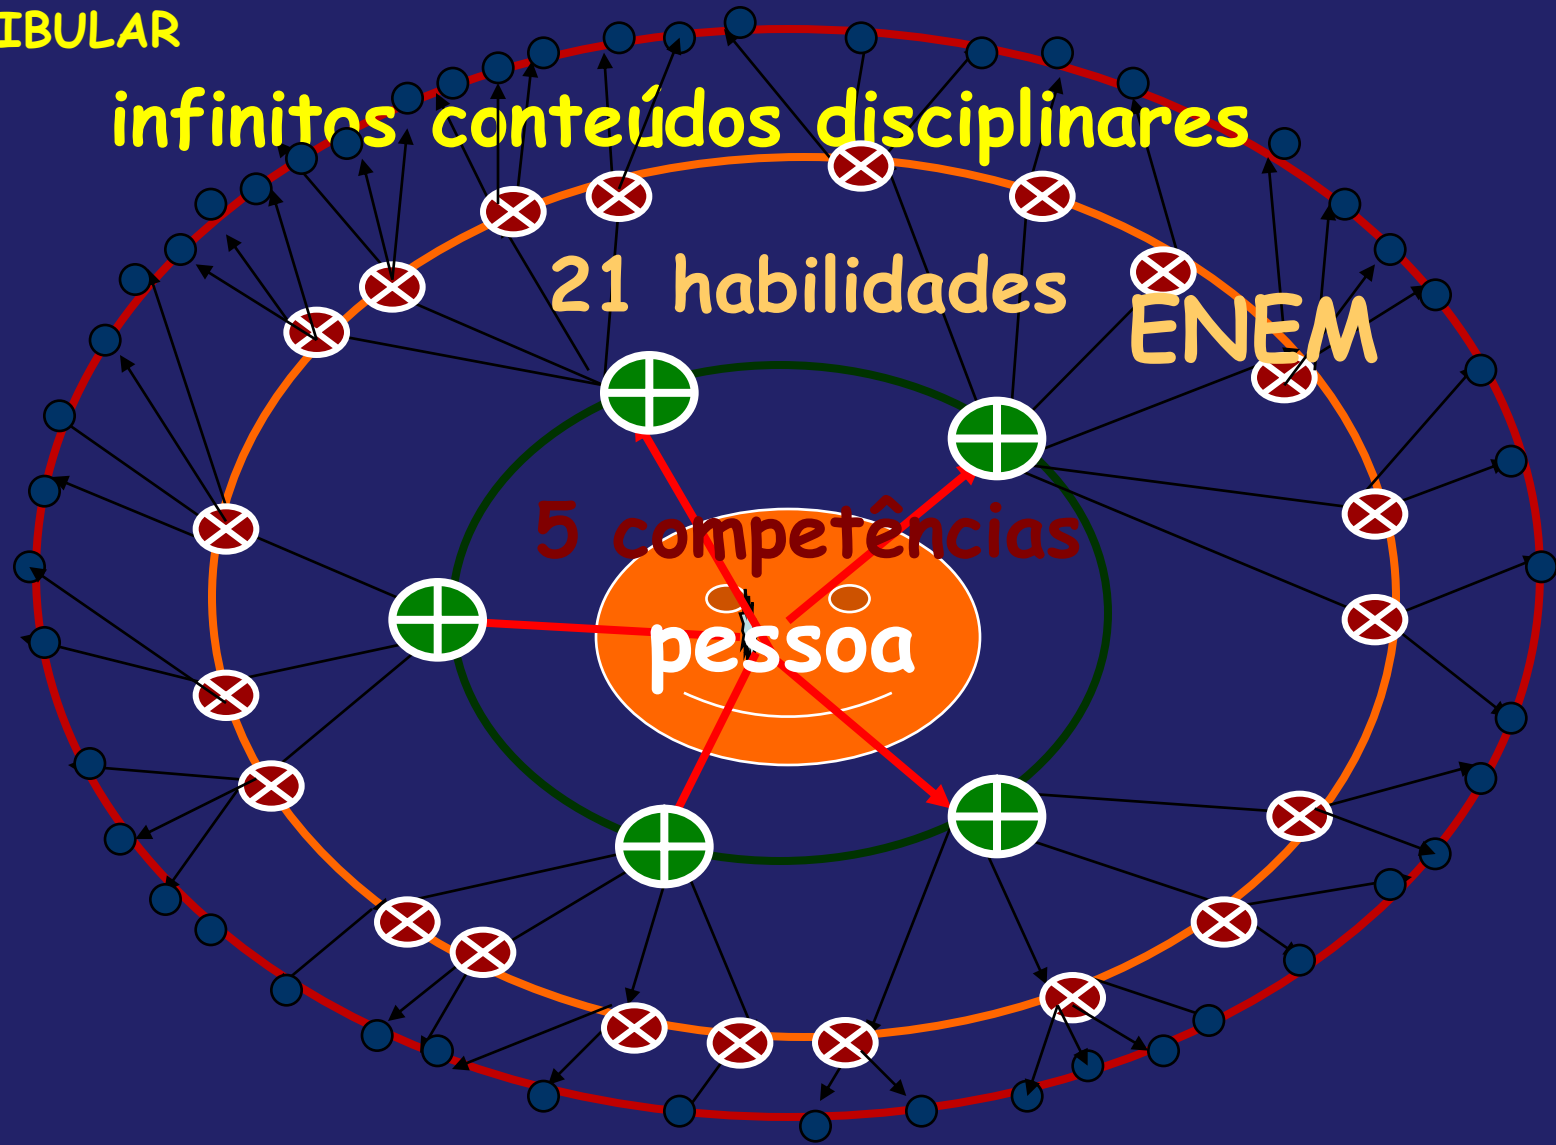 IBULAR
infinitos conteúdos disciplinares
21 habilidades
ENEM
5 competências
pessoa